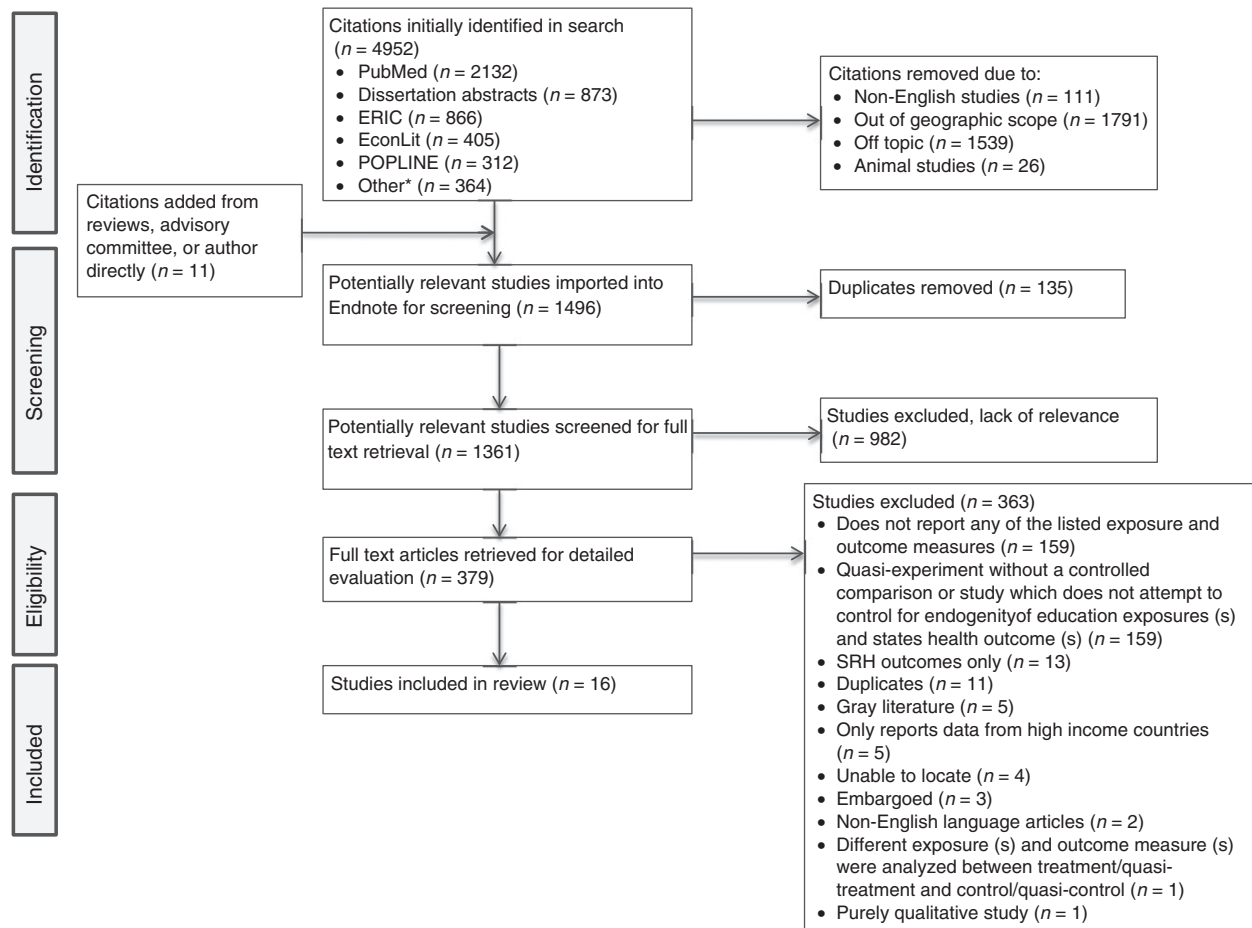 Identification
Citations initially identified in search
(n = 4952)
• PubMed (n = 2132)
• Dissertation abstracts (n = 873)
• ERIC (n = 866)
• EconLit (n = 405)
• POPLINE (n = 312)
• Other* (n = 364)
Citations removed due to:
• Non-English studies (n = 111)
• Out of geographic scope (n = 1791)
• Off topic (n = 1539)
• Animal studies (n = 26)
Citations added from
reviews, advisory
committee, or author
directly (n = 11)
Screening
Potentially relevant studies imported into
Endnote for screening (n = 1496)
Duplicates removed (n = 135)
Potentially relevant studies screened for full
text retrieval (n = 1361)
Studies excluded, lack of relevance
(n = 982)
Eligibility
Full text articles retrieved for detailed
evaluation (n = 379)
Studies excluded (n = 363)
• Does not report any of the listed exposure and
outcome measures (n = 159)
• Quasi-experiment without a controlled
comparison or study which does not attempt to
control for endogenityof education exposures (s)
and states health outcome (s) (n = 159)
• SRH outcomes only (n = 13)
• Duplicates (n = 11)
• Gray literature (n = 5)
• Only reports data from high income countries
(n = 5)
• Unable to locate (n = 4)
• Embargoed (n = 3)
• Non-English language articles (n = 2)
• Different exposure (s) and outcome measure (s)
were analyzed between treatment/quasi-
treatment and control/quasi-control (n = 1)
• Purely qualitative study (n = 1)
Included
Studies included in review (n = 16)